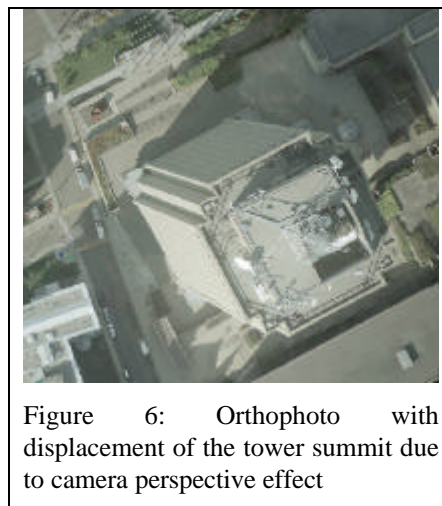 Figure 6: Orthophoto with
displacement of the tower summit due
to camera perspective effect